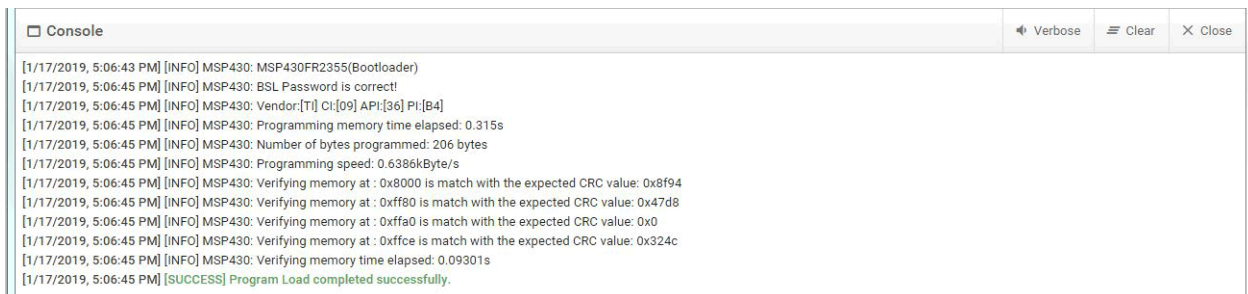 Console
Verbose
Clear
Close
[1/17/2019, 5:06:43 PM] [INFO] MSP430: MSP430FR2355(Bootloader)
[1/17/2019, 5:06:45 PM] [INFO] MSP430: BSL Password is correct!
[1/17/2019, 5:06:45 PM] [INFO] MSP430: Vendor:[TI] CI:[09] API:[36] PI:[B4]
[1/17/2019, 5:06:45 PM] [INFO] MSP430: Programming memory time elapsed: 0.315s
[1/17/2019, 5:06:45 PM] [INFO] MSP430: Number of bytes programmed: 206 bytes
[1/17/2019, 5:06:45 PM] [INFO] MSP430: Programming speed: 0.6386kByte/s
[1/17/2019, 5:06:45 PM] [INFO] MSP430: Verifying memory at : 0x8000 is match with the expected CRC value: 0x8f94
[1/17/2019, 5:06:45 PM] [INFO] MSP430: Verifying memory at : 0xff80 is match with the expected CRC value: 0x47d8
[1/17/2019, 5:06:45 PM] [INFO] MSP430: Verifying memory at : 0xffa0 is match with the expected CRC value: 0x0
[1/17/2019, 5:06:45 PM] [INFO] MSP430: Verifying memory at : 0xffce is match with the expected CRC value: 0x324c
[1/17/2019, 5:06:45 PM] [INFO] MSP430: Verifying memory time elapsed: 0.09301s
[1/17/2019, 5:06:45 PM] [SUCCESS] Program Load completed successfully.